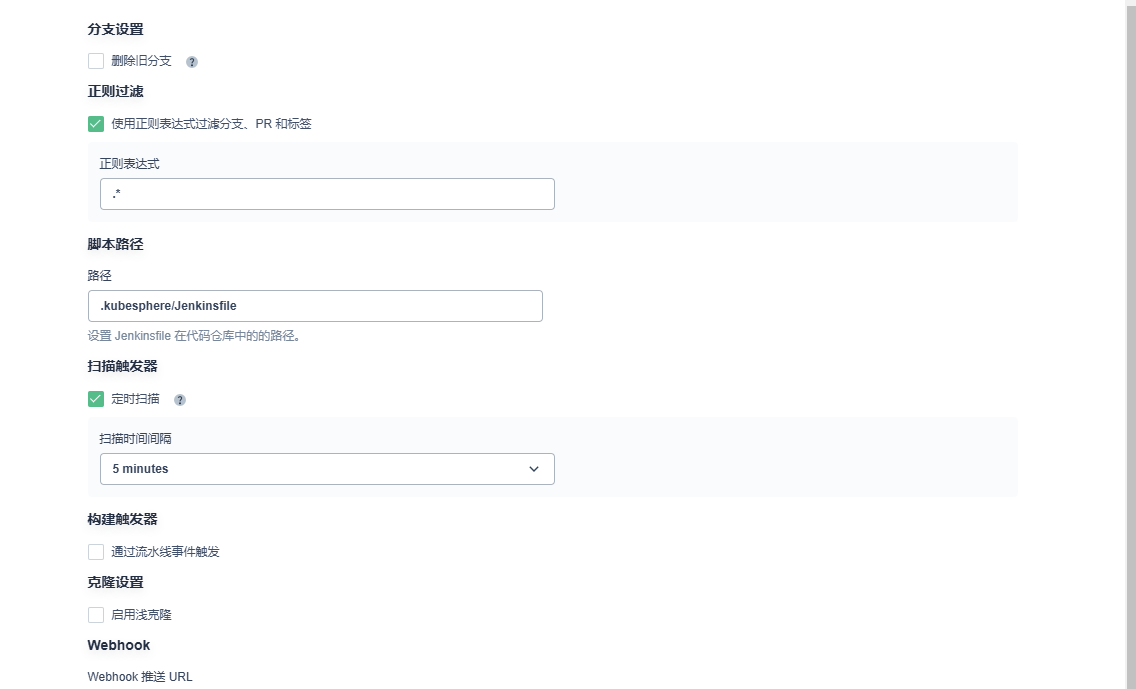 分支设置
删除旧分支 ?
正则过滤
使用正则表达式过滤分支、PR 和标签
正则表达式
.*
脚本路径
路径
.kubesphere/Jenkinsfile
设置 Jenkinsfile 在代码仓库中的的路径。
扫描触发器
定时扫描 ?
扫描时间间隔
5 minutes
构建触发器
通过流水线事件触发
克隆设置
启用浅克隆
Webhook
Webhook 推送 URL